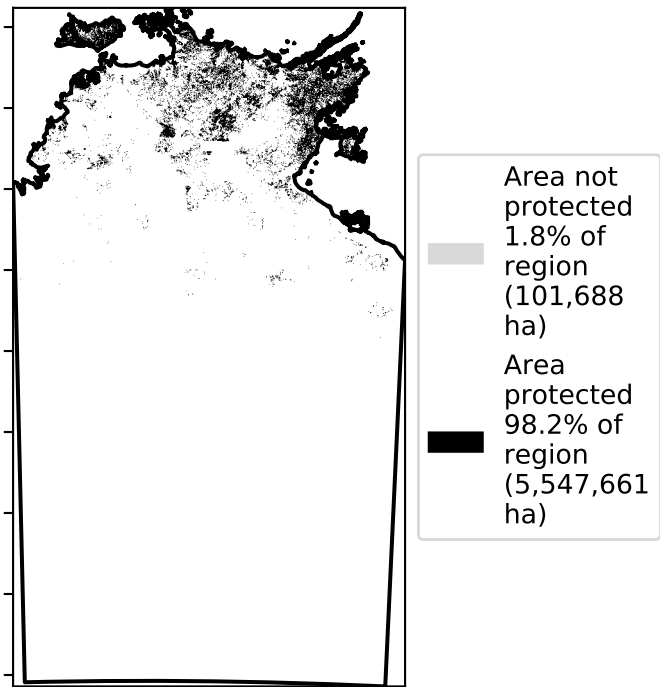 Area not
protected
1.8% of
region
(101,688
ha)
Area
protected
98.2% of
region
(5,547,661
ha)